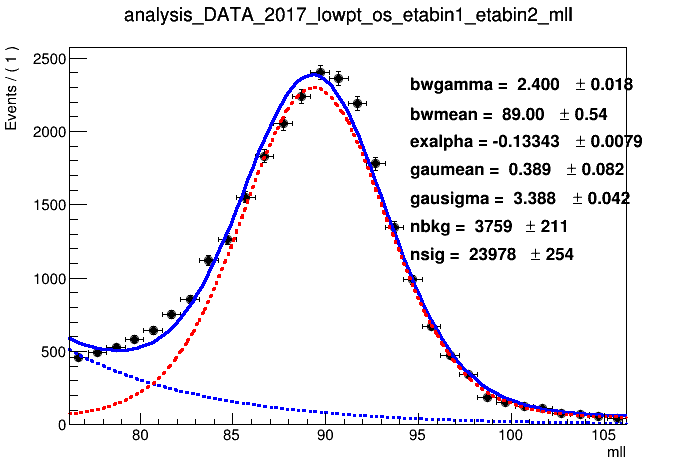 analysis_DATA_2017_lowpt_os_etabin1_etabin2_mll
Events / ( 1 )
2500
2000
1500
1000
500
0
bwgamma = 2.400 ± 0.018
bwmean = 89.00 ± 0.54
exalpha = -0.13343 ± 0.0079
gaumean = 0.389 ± 0.082
gausigma = 3.388 ± 0.042
nbkg = 3759 ± 211
nsig = 23978 ± 254
80 85 90 95 100 105
mll